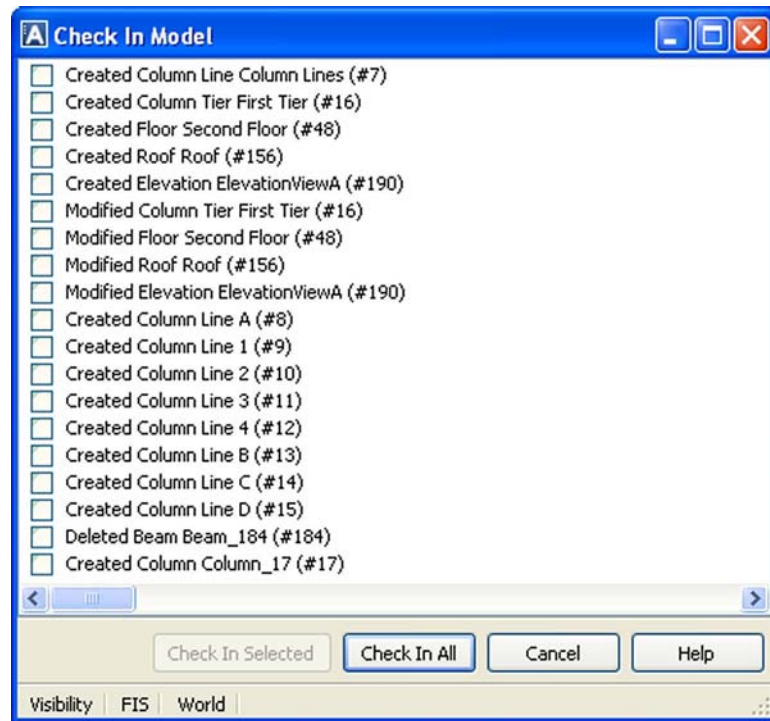 Check In Model
Created Column Line Column Lines (#7)
Created Column Tier First Tier (#16)
Created Floor Second Floor (#48)
Created Roof Roof (#156)
Created Elevation ElevationViewA (#190)
Modified Column Tier First Tier (#16)
Modified Floor Second Floor (#48)
Modified Roof Roof (#156)
Modified Elevation ElevationViewA (#190)
Created Column Line A (#8)
Created Column Line 1 (#9)
Created Column Line 2 (#10)
Created Column Line 3 (#11)
Created Column Line 4 (#12)
Created Column Line B (#13)
Created Column Line C (#14)
Created Column Line D (#15)
Deleted Beam Beam_184 (#184)
Created Column Column_17 (#17)
Check In Selected Check In All Cancel Help
Visibility FIS World